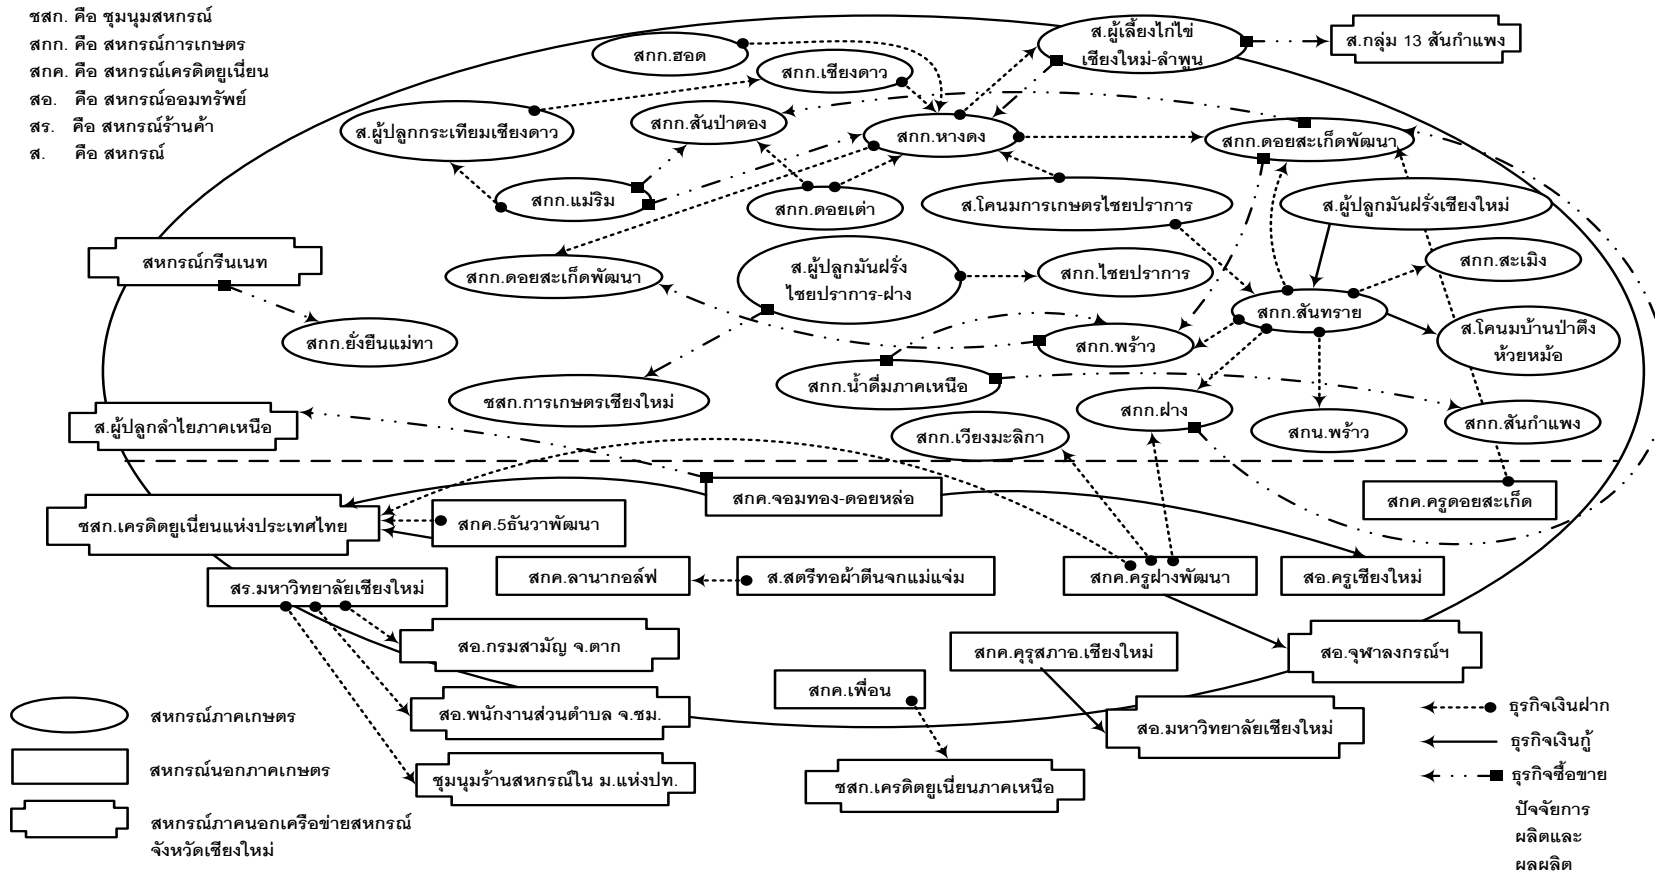 ชสก. คือ ชุมนุมสหกรณ์
สกก. คือ สหกรณ์การเกษตร
สกค. คือ สหกรณ์เครดิตยูเนี่ยน
สอ. คือ สหกรณ์ออมทรัพย์
สร. คือ สหกรณ์ร้านค้า
ส. คือ สหกรณ์
สกก.ฮอด
สกก.เชียงดาว
ส.ผู้เลี้ยงไก่ไข่
เชียงใหม่-ลำพูน
ส.กลุ่ม 13 สันกำแพง
ส.ผู้ปลูกกระเทียมเชียงดาว
สกก.สันป่าตอง
สกก.หางดง
สกก.ดอยสะเก็ดพัฒนา
สกก.แม่ริม
สกก.ดอยเต่า
ส.โคนมการเกษตรไชยปราการ
ส.ผู้ปลูกมันฝรั่งเชียงใหม่
สหกรณ์กรีนเนท
สกก.ดอยสะเก็ดพัฒนา
ส.ผู้ปลูกมันฝรั่ง
ไชยปราการ-ฝาง
สกก.ไชยปราการ
สกก.สะเมิง
สกก.สันทราย
สกก.ยั่งยืนแม่ทา
สกก.พร้าว
ส.โคนมบ้านป่าตึง
ห้วยหม้อ
ชสก.การเกษตรเชียงใหม่
สกก.น้ำดื่มภาคเหนือ
สกก.ฝาง
ส.ผู้ปลูกลำไยภาคเหนือ
สกก.เวียงมะลิกา
สกน.พร้าว
สกก.สันกำแพง
สกค.จอมทอง-ดอยหล่อ
สกค.ครูดอยสะเก็ด
ชสก.เครดิตยูเนี่ยนแห่งประเทศไทย
สกค.5ธันวาพัฒนา
สกค.ลานากอล์ฟ
ส.สตรีทอผ้าตีนจกแม่แจ่ม
สกค.ครูฝางพัฒนา
สอ.ครูเชียงใหม่
สร.มหาวิทยาลัยเชียงใหม่
สอ.กรมสามัญ จ.ตาก
สกค.คุรุสภาอ.เชียงใหม่
สอ.จุฬาลงกรณ์ฯ
สกค.เพื่อน
สอ.พนักงานส่วนตำบล จ.ชม.
สอ.มหาวิทยาลัยเชียงใหม่
ชุมนุมร้านสหกรณ์ใน ม.แห่งปท.
ชสก.เครดิตยูเนี่ยนภาคเหนือ
สหกรณ์ภาคเกษตร
สหกรณ์นอกภาคเกษตร
สหกรณ์ภาคนอกเครือข่ายสหกรณ์
จังหวัดเชียงใหม่
ธุรกิจเงินฝาก
ธุรกิจเงินกู้
ธุรกิจซื้อขาย
ปัจจัยการ
ผลิตและ
ผลผลิต